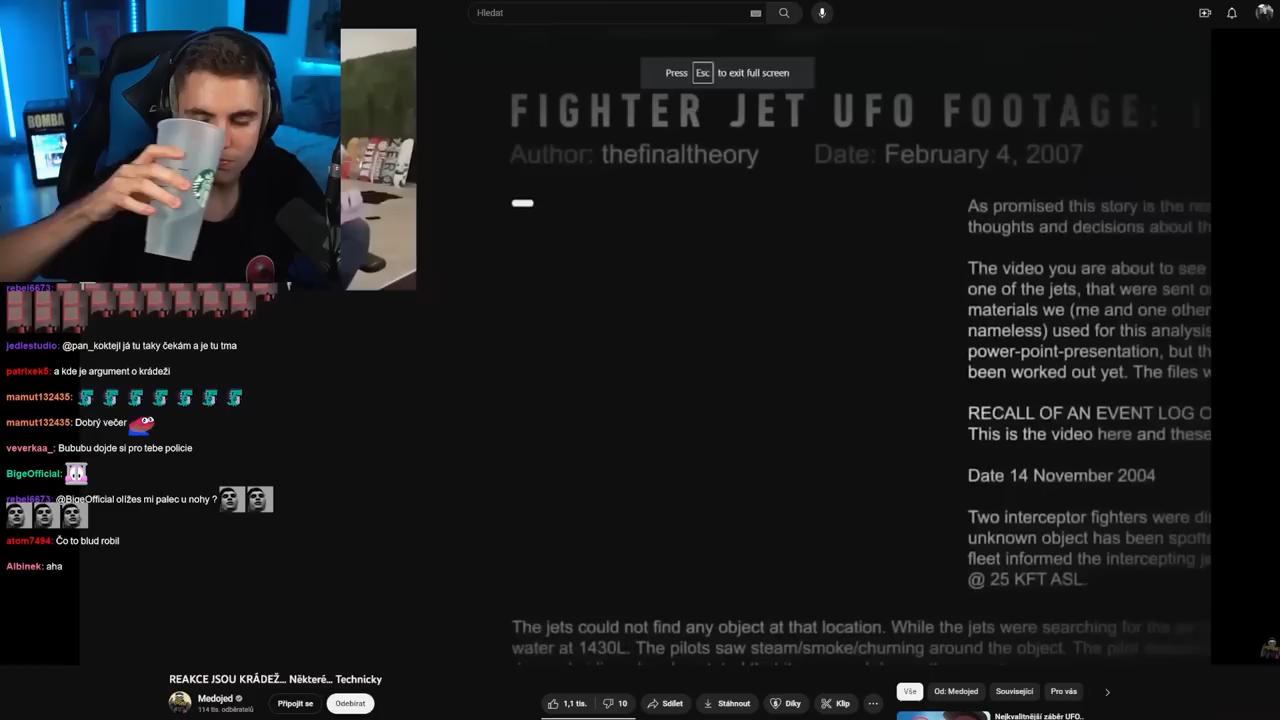 Hledat
Press Esc to exit full screen
BOMBA
FIGHTER JET UFO FOOTAGE:
Author: thefinaltheory Date: February 4, 2007
As promised this story is the
thoughts and decisions about
The video you are about to see
one of the jets, that were sent
materials we (me and one other
nameless) used for this analysis
power-point-presentation, but
been worked out yet. The files
RECALL OF AN EVENT LOG
This is the video here and these
Date 14 November 2004
Two interceptor fighters were
unknown object has been
fleet informed the intercepting
@ 25 KFT ASL.
The jets could not find any object at that location. While the jets were searching for the
water at 1430L. The pilots saw steam/smoke/churning around the object. The pilot
rebel6673:
jedlestudio: @pan_koktejl já tu taky čekám a je tu tma
patrixek5: a kde je argument o krádeži
mamut132435:
mamut132435: Dobrý večer
veverkaa_: Bububu dojde si pro tebe policie
BigeOfficial:
rebel6673: @BigeOfficial olížes mi palec u nohy ?
atom7494: Čo to blud robil
Albinek: aha
REAKCE JSOU KRÁDEŽ... Některé... Technicky
Medojed
114 tis. odběratelů
Připojit se
Odebírat
1,1 tis.
10
Sdílet
Stáhnout
Díky
Klip
Vše
Od: Medojed
Související
Pro vás
Nejkvalitnější záběr UFO..